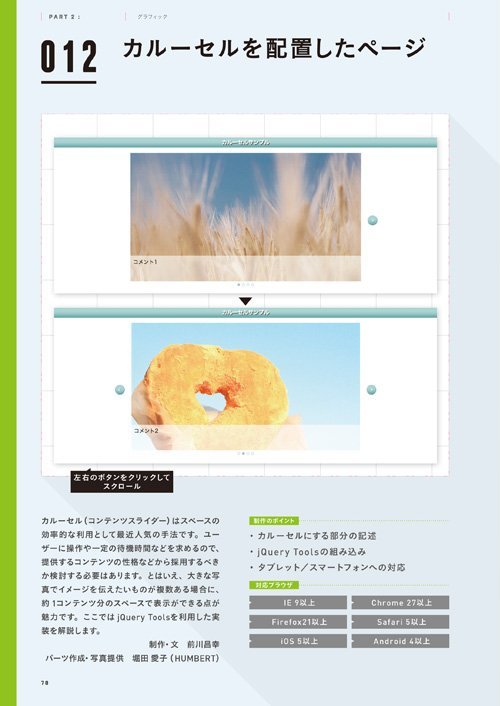 PART 2 :
グラフィック
012
カルーセルを配置したページ
カルーセルサンプル
コメント1
カルーセルサンプル
コメント2
左右のボタンをクリックして
スクロール
カルーセル（コンテンツスライダー）はスペースの
効率的な利用として最近人気の手法です。ユー
ザーに操作や一定の待機時間などを求めるので、
提供するコンテンツの性格などから採用するべき
か検討する必要はあります。とはいえ、大きな写
真でイメージを伝えたいものが複数ある場合に、
約1コンテンツ分のスペースで表示ができる点が
魅力です。ここでは jQuery Toolsを利用した実
装を解説します。
制作・文　前川昌幸
パーツ作成・写真提供　堀田 愛子（HUMBERT）
制作のポイント
・ カルーセルにする部分の記述
・ jQuery Toolsの組み込み
・ タブレット／スマートフォンへの対応
対応ブラウザ
IE 9以上
Chrome 27以上
Firefox21以上
Safari 5以上
iOS 5以上
Android 4以上
78